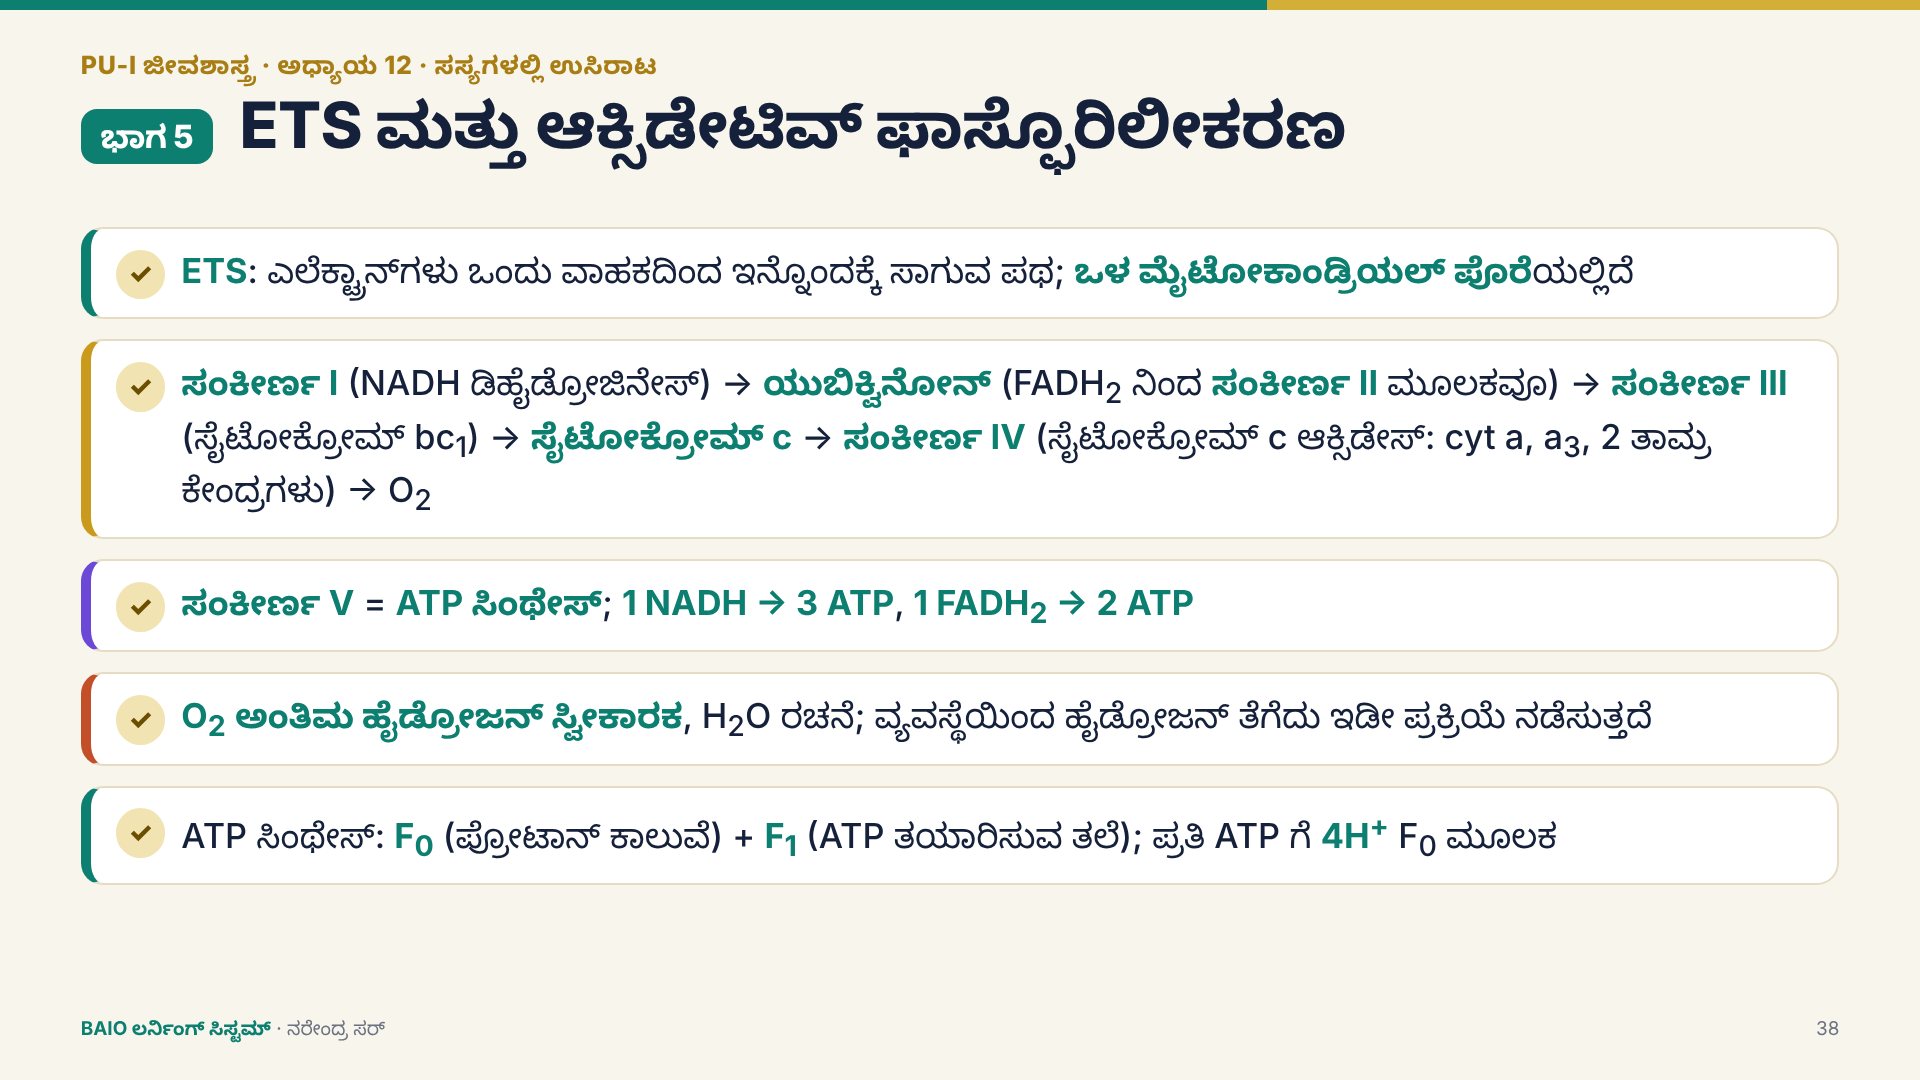 PU-I ಜೀವಶಾಸ್ತ್ರ · ಅಧ್ಯಾಯ 12 · ಸಸ್ಯಗಳಲ್ಲಿ ಉಸಿರಾಟ
ಭಾಗ 5 ETS ಮತ್ತು ಆಕ್ಸಿಡೇಟಿವ್ ಫಾಸ್ಫೊರಿಲೀಕರಣ
ETS: ಎಲೆಕ್ಟ್ರಾನ್‌ಗಳು ಒಂದು ವಾಹಕದಿಂದ ಇನ್ನೊಂದಕ್ಕೆ ಸಾಗುವ ಪಥ; ಒಳ ಮೈಟೋಕಾಂಡ್ರಿಯಲ್ ಪೊರೆಯಲ್ಲಿದೆ
ಸಂಕೀರ್ಣ I (NADH ಡಿಹೈಡ್ರೋಜಿನೇಸ್) → ಯುಬಿಕ್ವಿನೋನ್ (FADH₂ ನಿಂದ ಸಂಕೀರ್ಣ II ಮೂಲಕವೂ) → ಸಂಕೀರ್ಣ III
(ಸೈಟೋಕ್ರೋಮ್ bc₁) → ಸೈಟೋಕ್ರೋಮ್ c → ಸಂಕೀರ್ಣ IV (ಸೈಟೋಕ್ರೋಮ್ c ಆಕ್ಸಿಡೇಸ್: cyt a, a₃, 2 ತಾಮ್ರ
ಕೇಂದ್ರಗಳು) → O₂
ಸಂಕೀರ್ಣ V = ATP ಸಿಂಥೇಸ್; 1 NADH → 3 ATP, 1 FADH₂ → 2 ATP
O₂ ಅಂತಿಮ ಹೈಡ್ರೋಜನ್ ಸ್ವೀಕಾರಕ, H₂O ರಚನೆ; ವ್ಯವಸ್ಥೆಯಿಂದ ಹೈಡ್ರೋಜನ್ ತೆಗೆದು ಇಡೀ ಪ್ರಕ್ರಿಯೆ ನಡೆಸುತ್ತದೆ
ATP ಸಿಂಥೇಸ್: F₀ (ಪ್ರೋಟಾನ್ ಕಾಲುವೆ) + F₁ (ATP ತಯಾರಿಸುವ ತಲೆ); ಪ್ರತಿ ATP ಗೆ 4H⁺ F₀ ಮೂಲಕ
BAIO ಲರ್ನಿಂಗ್ ಸಿಸ್ಟಮ್ · ನರೇಂದ್ರ ಸರ್
38